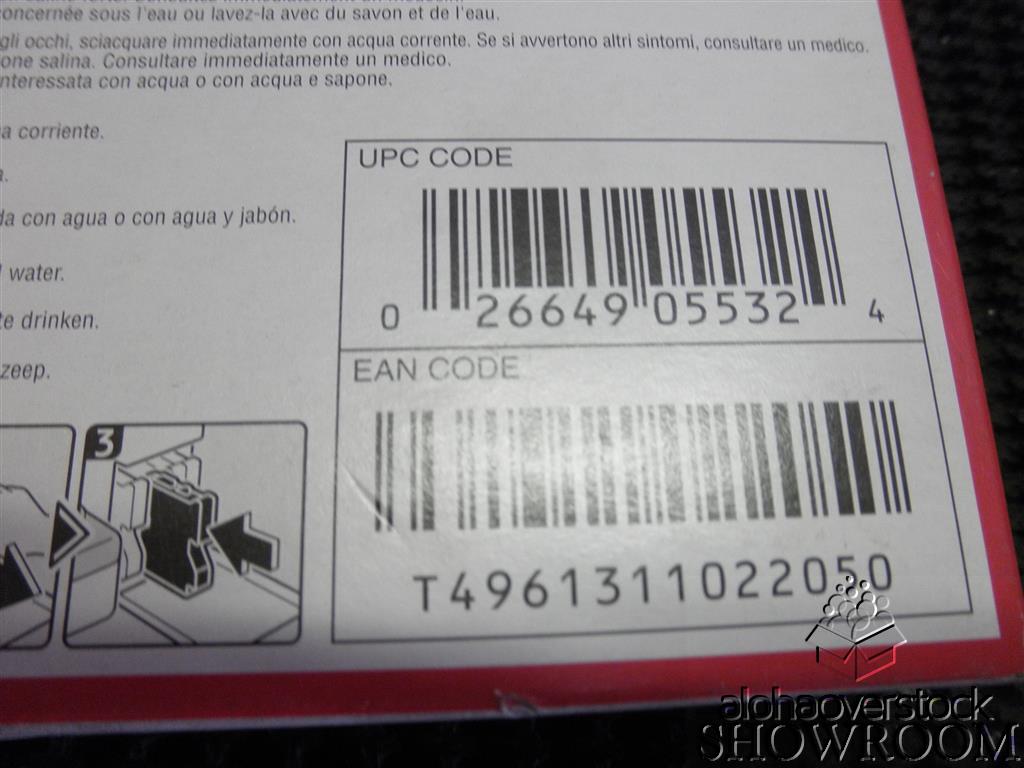 concernée sous l'eau ou lavez-la avec du savon et de l'eau.
gli occhi, sciacquare immediatamente con acqua corrente. Se si avvertono altri sintomi, consultare un medico.
one salina. Consultare immediatamente un medico.
nteressata con acqua o con acqua e sapone.
a corriente.
a.
da con agua o con agua y jabón.
water.
te drinken.
zeep.
UPC CODE
0 26649 05532 4
EAN CODE
T4961311022050
3
alohaoverstock
SHOWROOM